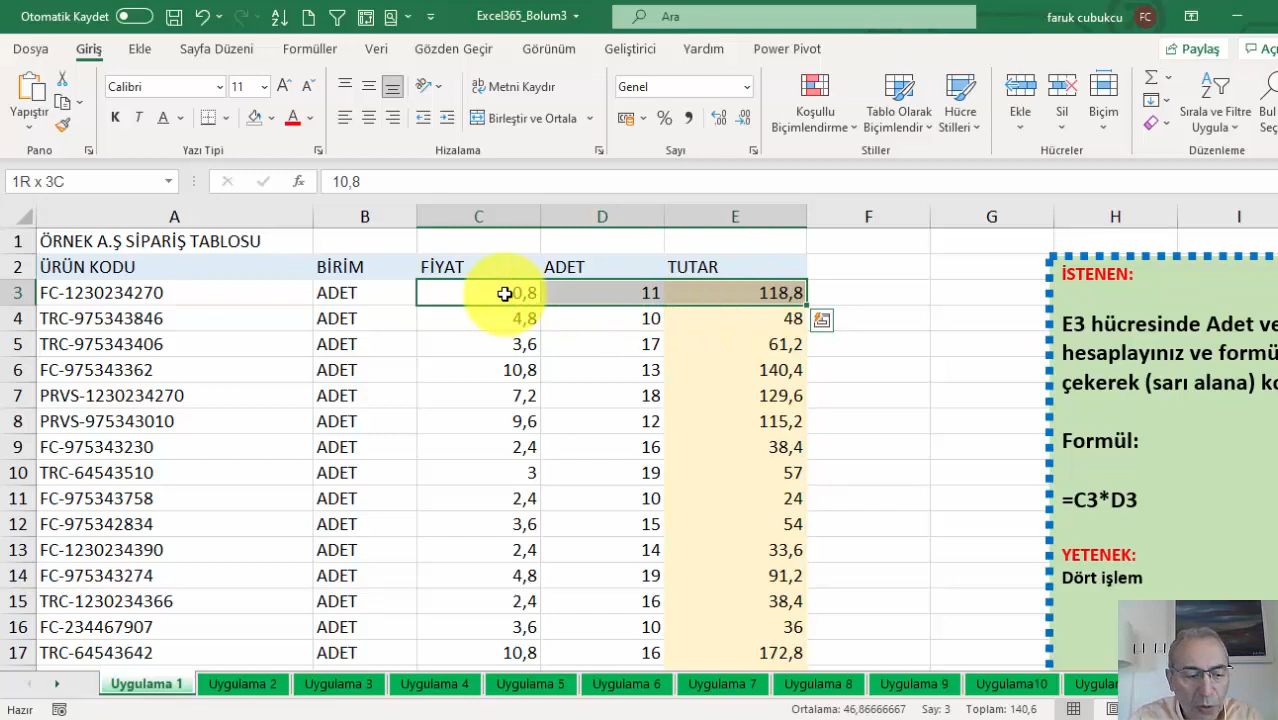 Otomatik Kaydet
Excel365_Bolum3
Ara
faruk cubukcu
FC
Dosya Giriş Ekle Sayfa Düzeni Formüller Veri Gözden Geçir Görünüm Geliştirici Yardım Power Pivot
Paylaş
Yapıştır
Calibri 11
K T A
A
Metni Kaydır
Birleştir ve Ortala
Genel
Koşullu Biçimlendirme
Tablo Olarak Biçimlendir
Hücre Stilleri
Ekle Sil Biçim
Sırala ve Filtre Uygula
Pano Yazı Tipi Hizalama Sayı Stiller Hücreler Düzenleme
1R x 3C fx 10,8
A B C D E F G H I
1 ÖRNEK A.Ş SİPARİŞ TABLOSU
2 ÜRÜN KODU BİRİM FİYAT ADET TUTAR
3 FC-1230234270 ADET 10,8 11 118,8
4 TRC-975343846 ADET 4,8 10 48
5 TRC-975343406 ADET 3,6 17 61,2
6 FC-975343362 ADET 10,8 13 140,4
7 PRVS-1230234270 ADET 7,2 18 129,6
8 PRVS-975343010 ADET 9,6 12 115,2
9 FC-975343230 ADET 2,4 16 38,4
10 TRC-64543510 ADET 3 19 57
11 FC-975343758 ADET 2,4 10 24
12 FC-975342834 ADET 3,6 15 54
13 FC-1230234390 ADET 2,4 14 33,6
14 FC-975343274 ADET 4,8 19 91,2
15 TRC-1230234366 ADET 2,4 16 38,4
16 FC-234467907 ADET 3,6 10 36
17 TRC-64543642 ADET 10,8 16 172,8
İSTENEN:
E3 hücresinde Adet ve
hesaplayınız ve formü
çekerek (sarı alana)
Formül:
=C3*D3
YETENEK:
Dört işlem
Uygulama 1 Uygulama 2 Uygulama 3 Uygulama 4 Uygulama 5 Uygulama 6 Uygulama 7 Uygulama 8 Uygulama 9 Uygulama10
Hazır
Ortalama: 46,86666667 Say: 3 Toplam: 140,6